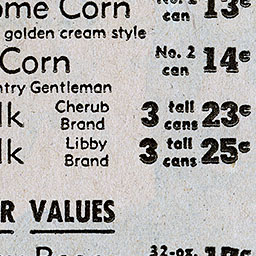 ome Corn No. 2 can 13¢
golden cream style
Corn No. 2 can 14¢
ntry Gentleman
lk Cherub Brand 3 tall cans 23¢
lk Libby Brand 3 tall cans 25¢
R VALUES
32-oz.